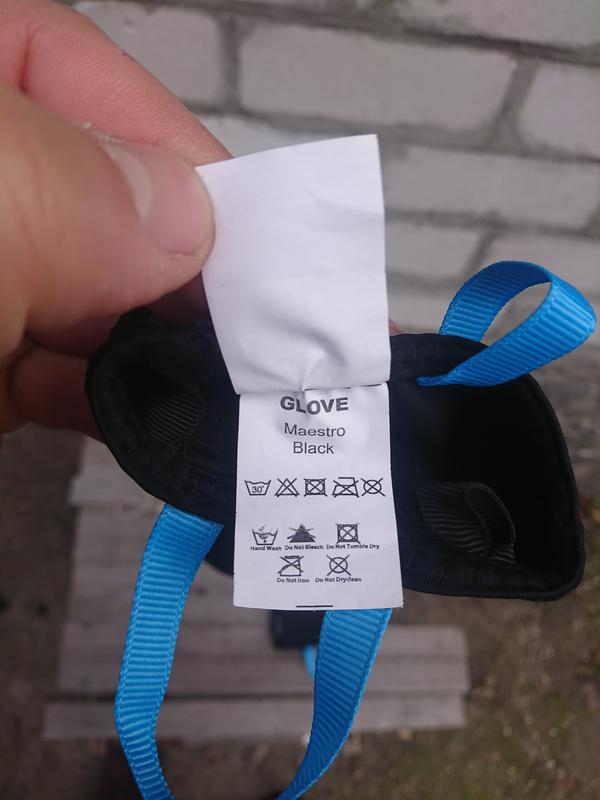 GLOVE
Maestro
Black
30°
Hand Wash Do Not Bleach Do Not Tumble Dry
Do Not Iron Do Not Dryclean